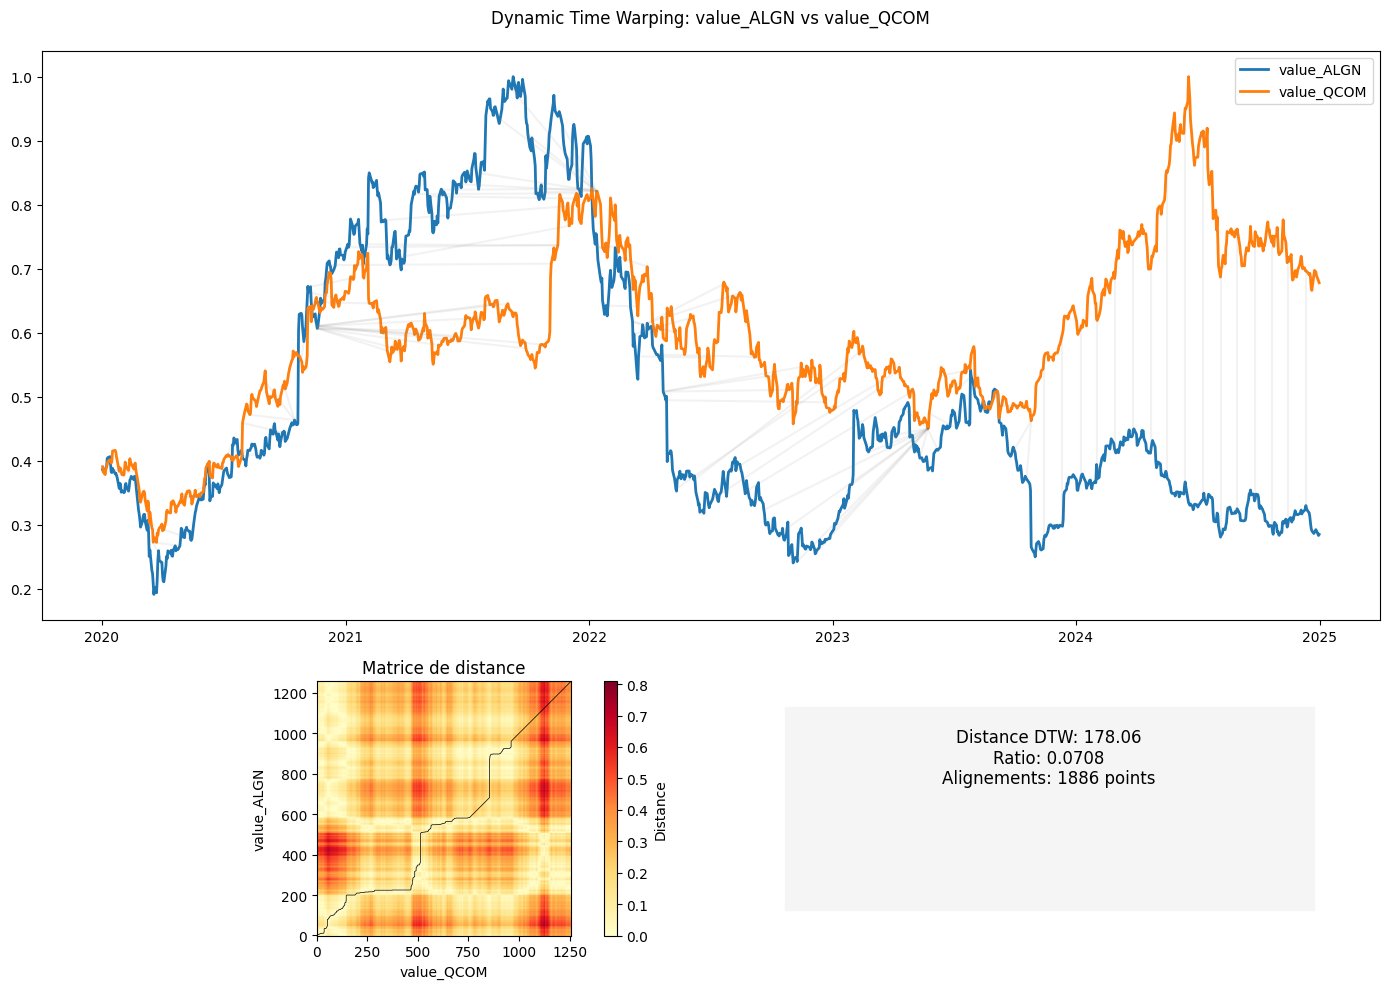 Dynamic Time Warping: value_ALGN vs value_QCOM
value_ALGN
value_QCOM
1.0
0.9
0.8
0.7
0.6
0.5
0.4
0.3
0.2
2020 2021 2022 2023 2024 2025
Matrice de distance
value_ALGN
1200
1000
800
600
400
200
0
0 250 500 750 1000 1250
value_QCOM
0.8
0.7
0.6
0.5
0.4
0.3
0.2
0.1
0.0
Distance
Distance DTW: 178.06
Ratio: 0.0708
Alignements: 1886 points